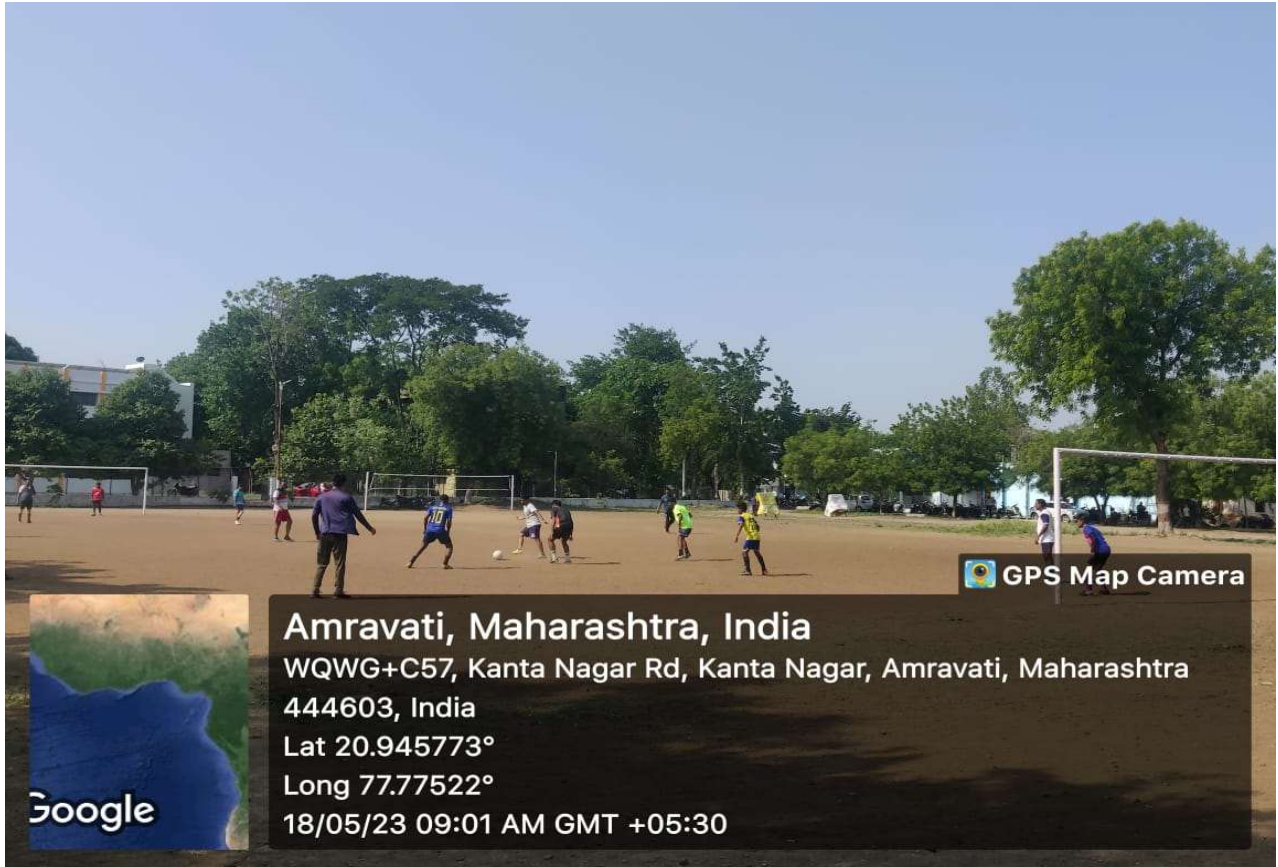 10
GPS Map Camera
Amravati, Maharashtra, India
WQWG+C57, Kanta Nagar Rd, Kanta Nagar, Amravati, Maharashtra
444603, India
Lat 20.945773°
Long 77.77522°
18/05/23 09:01 AM GMT +05:30
Google